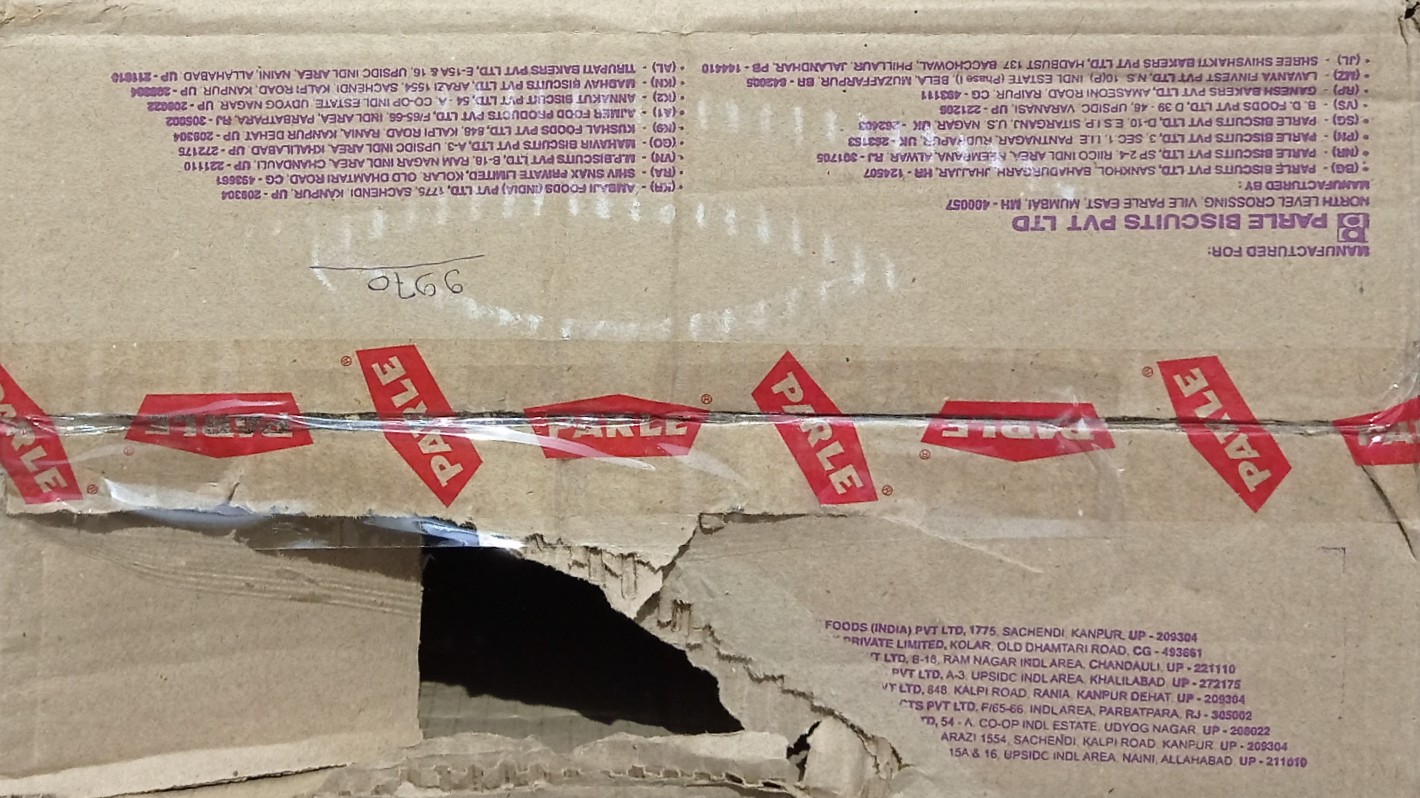 MANUFACTURED FOR:
PARLE BISCUITS PVT LTD
NORTH LEVEL CROSSING, VILE PARLE EAST, MUMBAI, MH - 400057
MANUFACTURED BY:
• (BG) - PARLE BISCUITS PVT LTD, SANKHOL, BAHADURGARH, JHAJJAR, HR - 124507
• (NR) - PARLE BISCUITS PVT LTD, SP 2-4, RIICO INDL AREA, NEEMRANA, ALWAR, RJ - 301705
• (PN) - PARLE BISCUITS PVT LTD, 3, SEC 1, I.I.E, PANTNAGAR, RUDRAPUR, UK - 263153
• (SG) - PARLE BISCUITS PVT LTD, D-10, E.S.I.P. SITARGANJ, U.S. NAGAR, UK - 262403
• (VS) - B. D. FOODS PVT LTD, D 39 - 46, UPSIDC, VARANASI, UP - 221206
• (RP) - GANESH BAKERS PVT LTD, AMASEONI ROAD, RAIPUR, CG - 493111
• (MZ) - LAVANYA FINVEST PVT LTD, N.S. 10(P) INDL ESTATE (Phase I), BELA, MUZAFFARPUR, BR - 842005
• (JL) - SHREE SHIVSHAKTI BAKERS PVT LTD, HADBUST 137, BACCHOWAL, PHILLAUR, JALANDHAR, PB - 144410
• (KR) - AMBAJI FOODS (INDIA) PVT LTD, 1775, SACHENDI, KANPUR, UP - 209304
• (RA) - SHIV SNAX PRIVATE LIMITED, KOLAR, OLD DHAMTARI ROAD, CG - 493661
• (VN) - BISCUITS PVT LTD, B-18, RAM NAGAR INDL AREA, CHANDAULI, UP - 221110
• (GO) - MAHAVIR BISCUITS PVT LTD, A-3, UPSIDC INDL AREA, KHALILABAD, UP - 272175
• (K9) - KUSHAL FOODS PVT LTD, 848, KALPI ROAD, RANIA, KANPUR DEHAT, UP - 209304
• (A1) - AJMER FOOD PRODUCTS PVT LTD, F/65-66, INDL AREA, PARBATPARA, RJ - 305002
• (K2) - ANNAKUT BISCUIT PVT LTD, 54 - A, CO-OP INDL ESTATE, UDYOG NAGAR, UP - 208022
• (KN) - MADHAV BISCUITS PVT LTD, ARAZI 1554, SACHENDI, KALPI ROAD, KANPUR, UP - 209304
• (AL) - TIRUPATI BAKERS PVT LTD, E-15A & 16, UPSIDC INDL AREA, NAINI, ALLAHABAD, UP - 211010
9970
PARLE
PARLE
PARLE
PARLE
PARLE
PARLE
PARLE
FOODS (INDIA) PVT LTD, 1775, SACHENDI, KANPUR, UP - 209304
PRIVATE LIMITED, KOLAR, OLD DHAMTARI ROAD, CG - 493661
T LTD, B-18, RAM NAGAR INDL AREA, CHANDAULI, UP - 221110
PVT LTD, A-3, UPSIDC INDL AREA, KHALILABAD, UP - 272175
VT LTD, 848, KALPI ROAD, RANIA, KANPUR DEHAT, UP - 209304
CTS PVT LTD, F/65-66, INDL AREA, PARBATPARA, RJ - 305002
TD, 54 - A, CO-OP INDL ESTATE, UDYOG NAGAR, UP - 208022
ARAZI 1554, SACHENDI, KALPI ROAD, KANPUR, UP - 209304
15A & 16, UPSIDC INDL AREA, NAINI, ALLAHABAD, UP - 211010